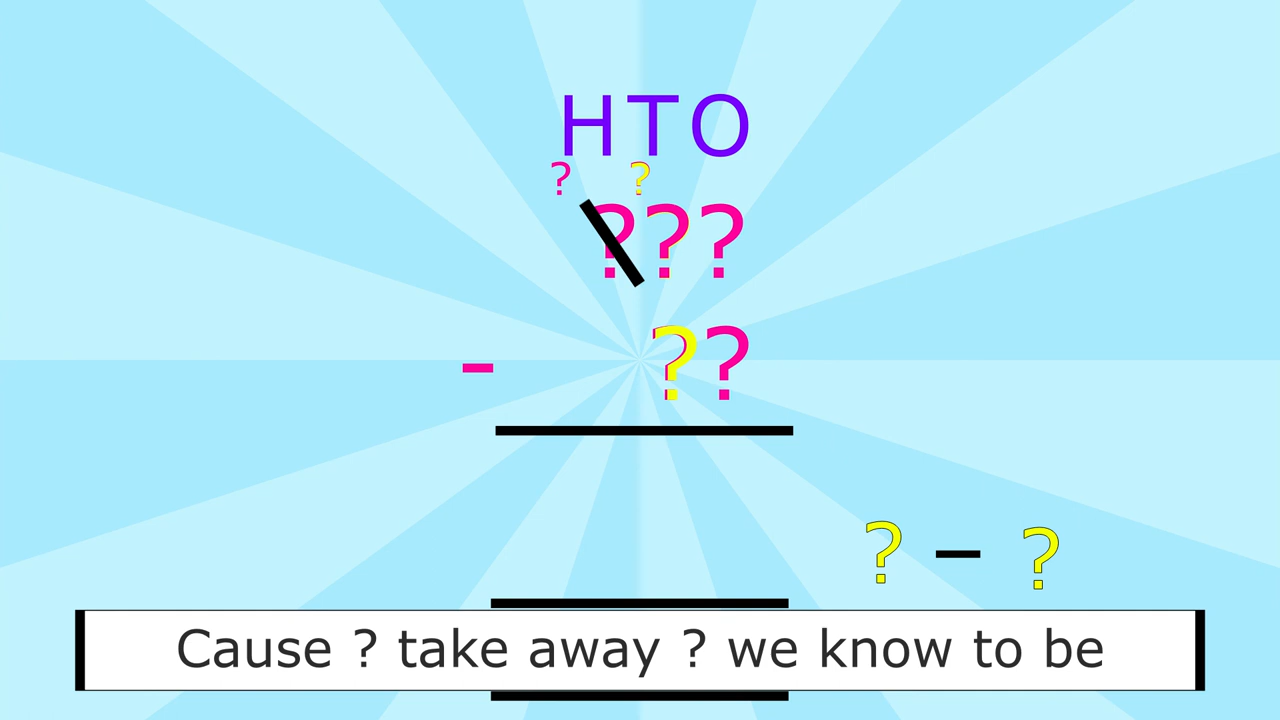 HTO
? ?
???
- ??
? - ?
Cause ? take away ? we know to be